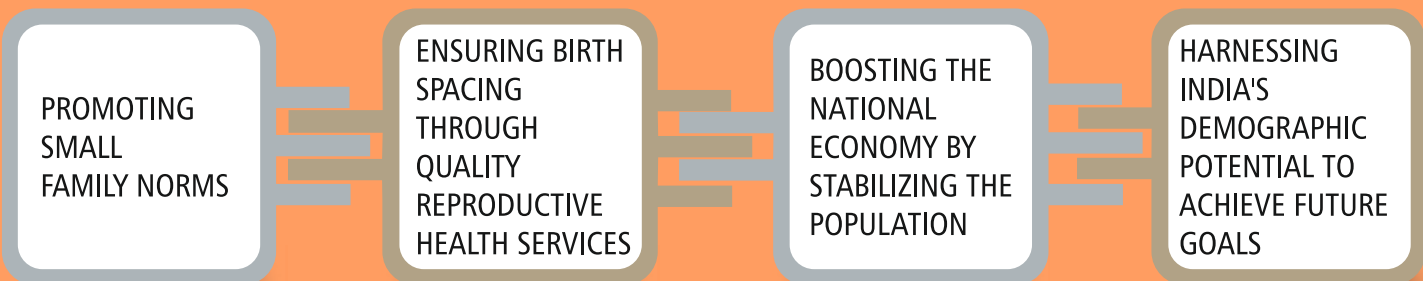 PROMOTING
SMALL
FAMILY NORMS
ENSURING BIRTH
SPACING
THROUGH
QUALITY
REPRODUCTIVE
HEALTH SERVICES
BOOSTING THE
NATIONAL
ECONOMY BY
STABILIZING THE
POPULATION
HARNESSING
INDIA'S
DEMOGRAPHIC
POTENTIAL TO
ACHIEVE FUTURE
GOALS